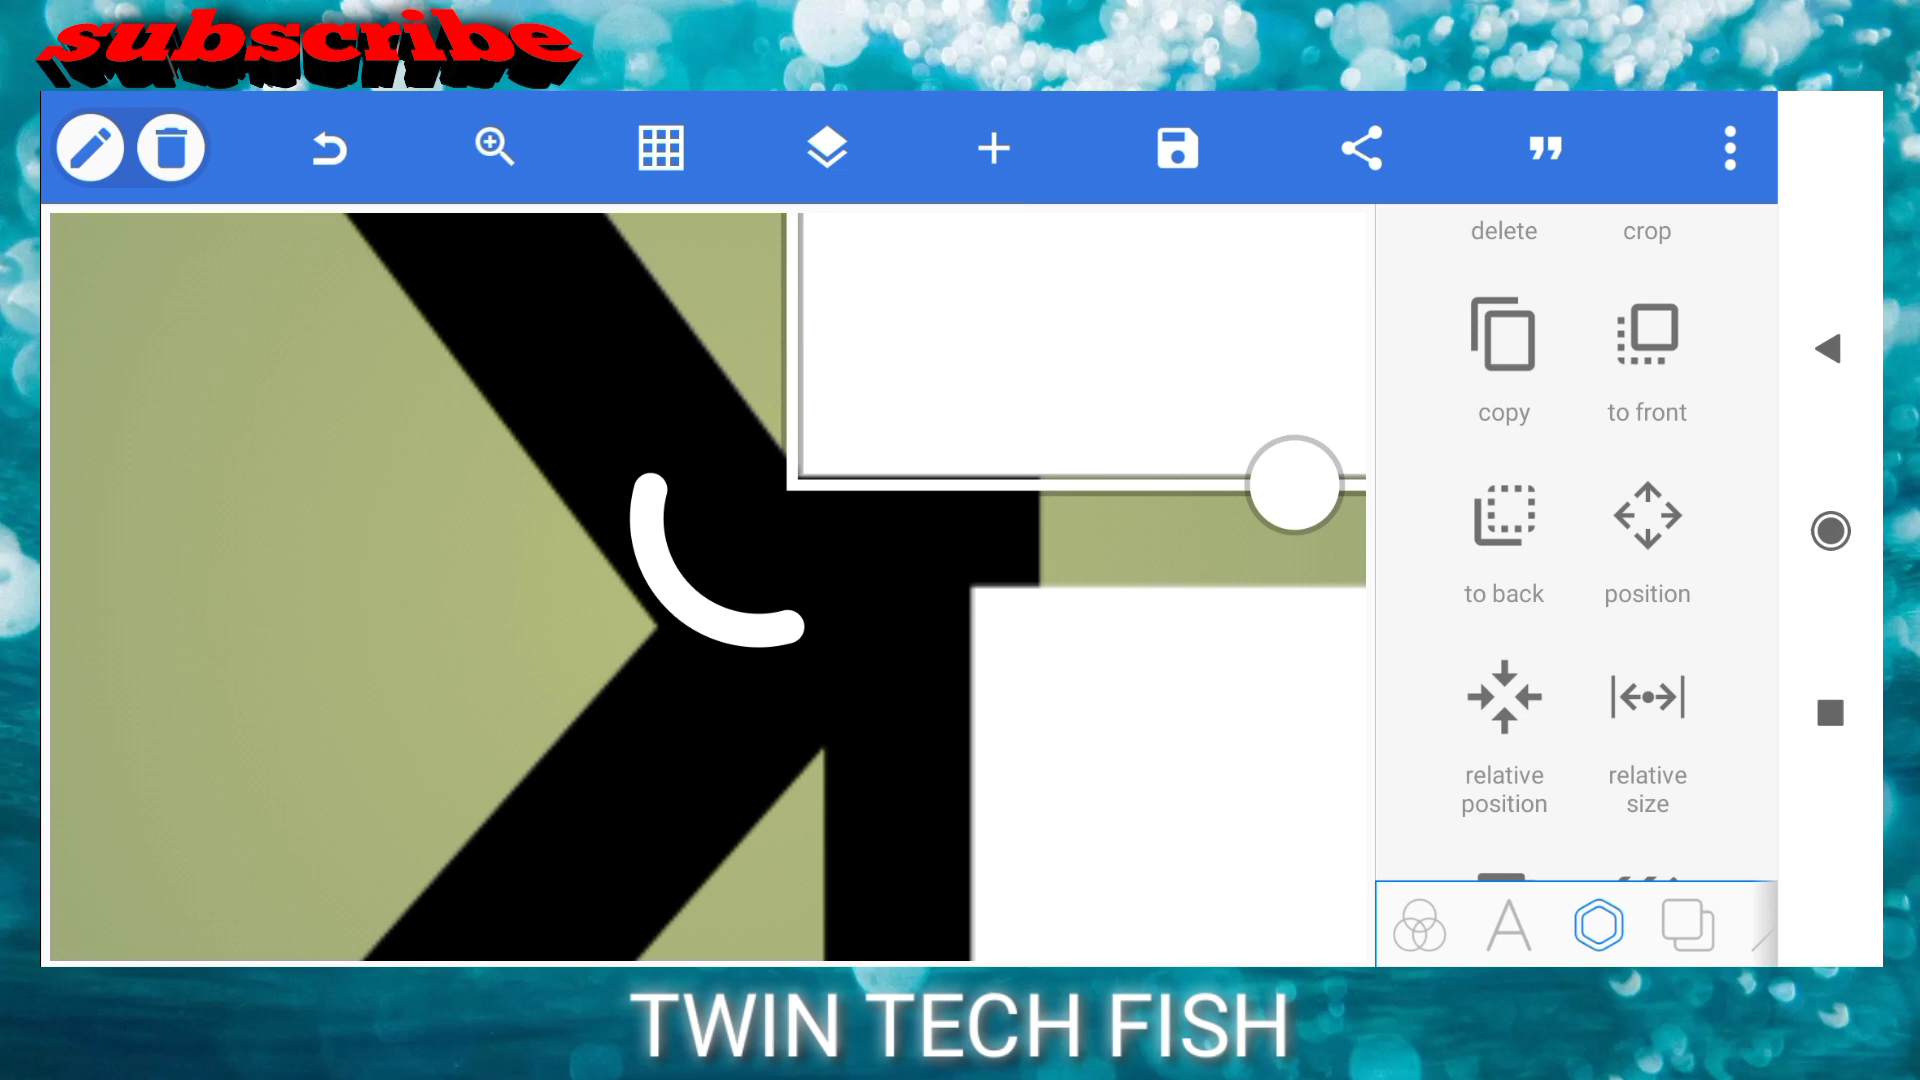 subscribe
delete crop
copy to front
to back position
relative position
relative size
TWIN TECH FISH